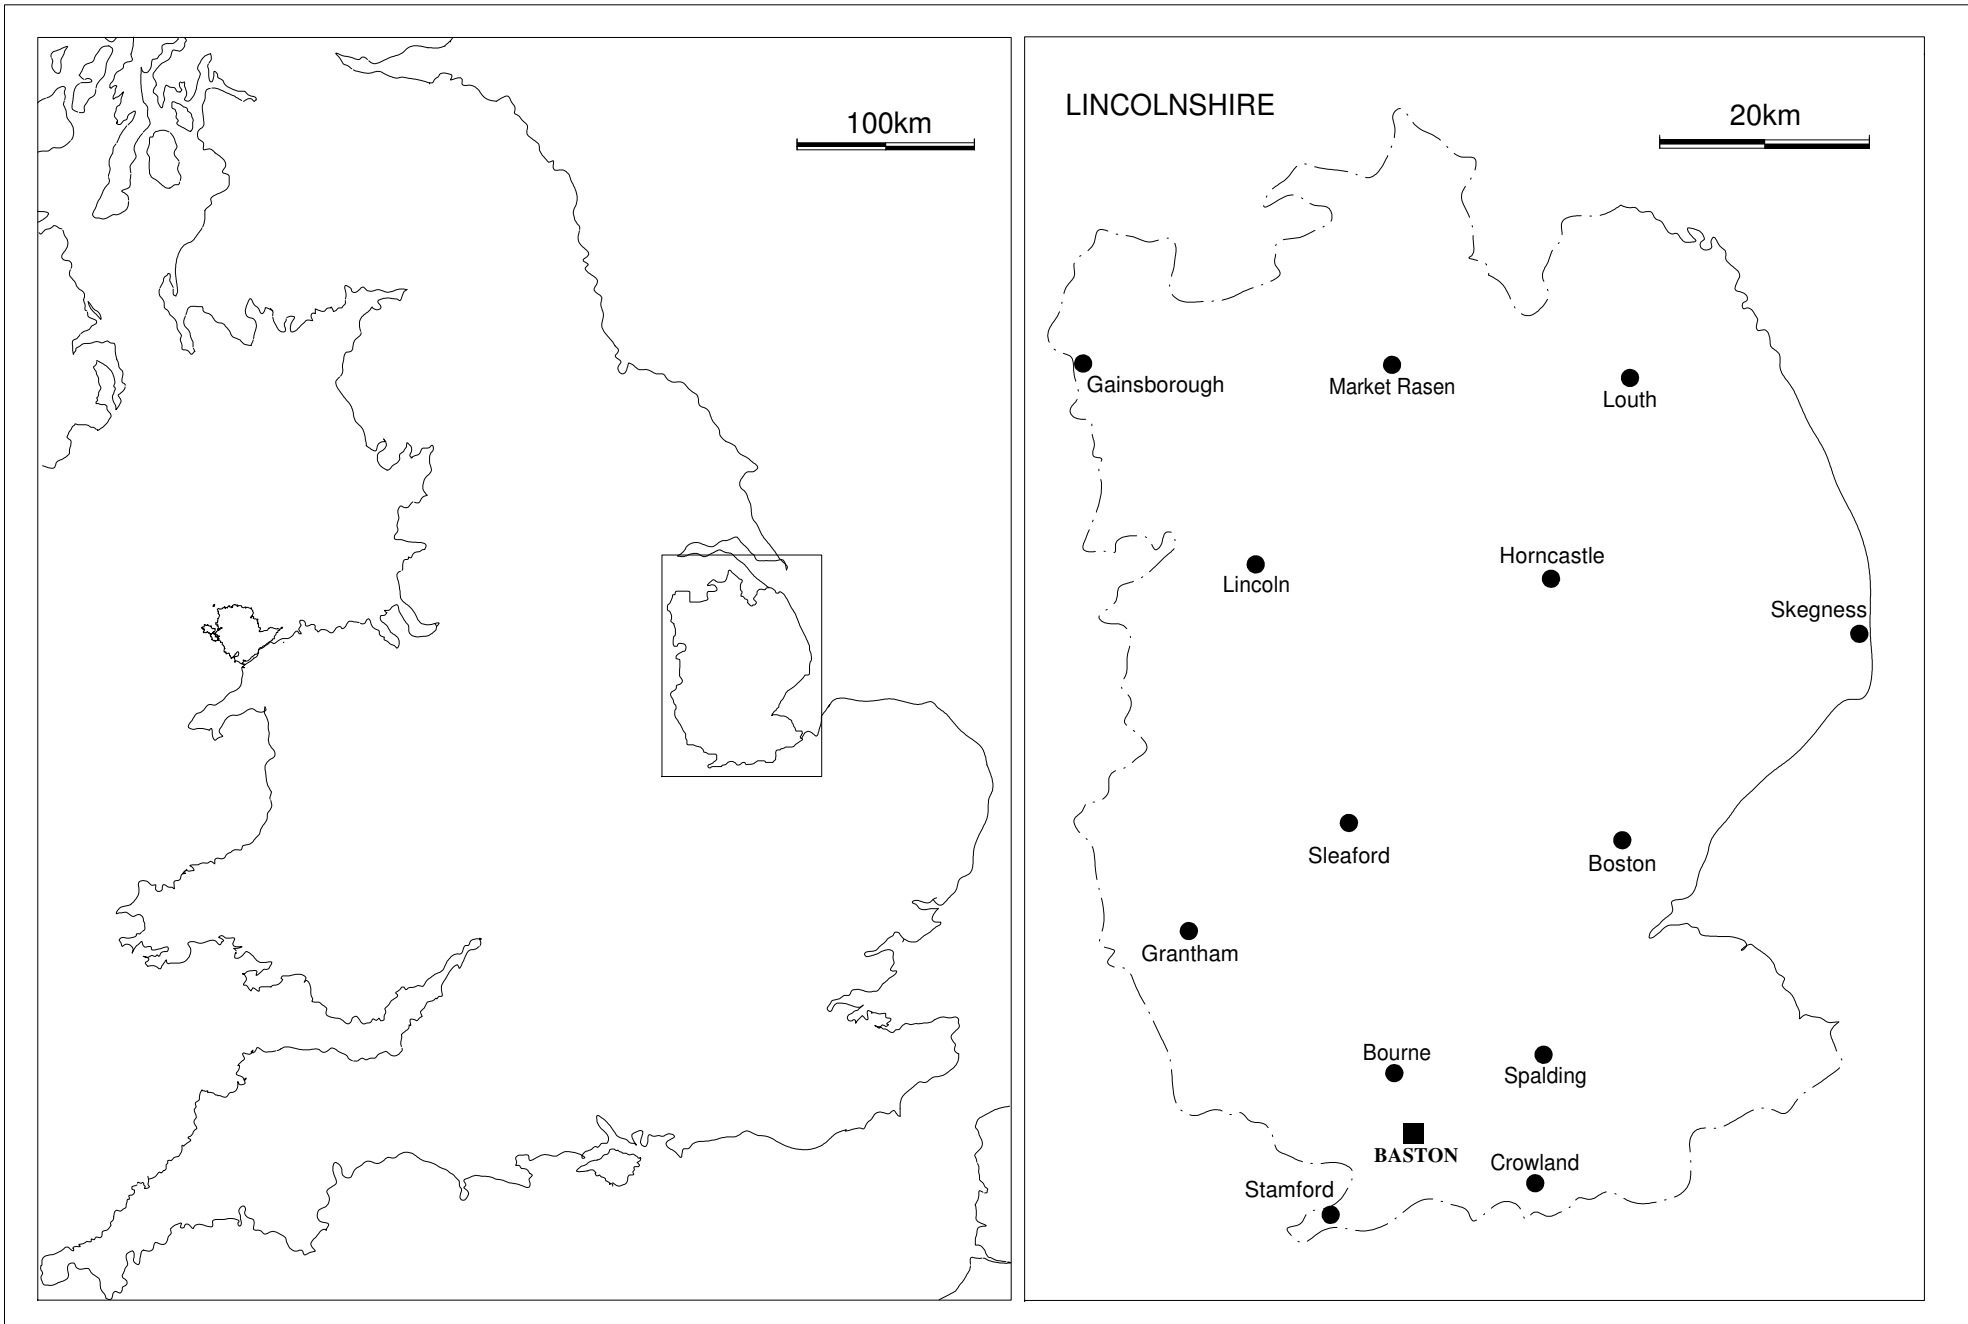 100km
LINCOLNSHIRE
20km
Gainsborough
Market Rasen
Louth
Horncastle
Lincoln
Skegness
Sleaford
Boston
Grantham
Bourne
Spalding
BASTON
Crowland
Stamford